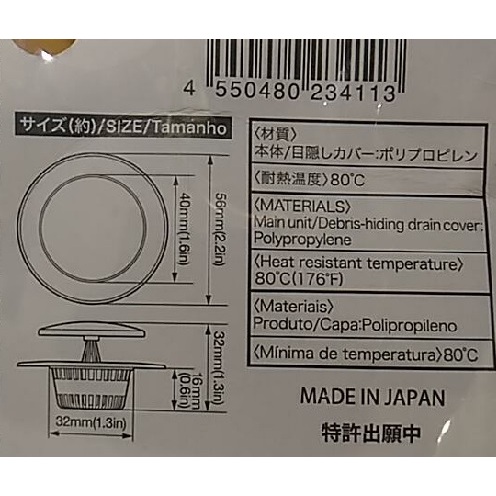 4 550480 234113
サイズ(約)/SIZE/Tamanho
40mm(1.6in)
56mm(2.2in)
32mm(1.3in)
16mm
(0.6in)
32mm(1.3in)
〈材質〉
本体/目隠しカバー:ポリプロピレン
〈耐熱温度〉80℃
〈MATERIALS〉
Main unit/Debris-hiding drain cover:
Polypropylene
〈Heat resistant temperature〉
80℃(176°F)
〈Materiais〉
Produto/Capa:Polipropileno
〈Mínima de temperatura〉80℃
MADE IN JAPAN
特許出願中